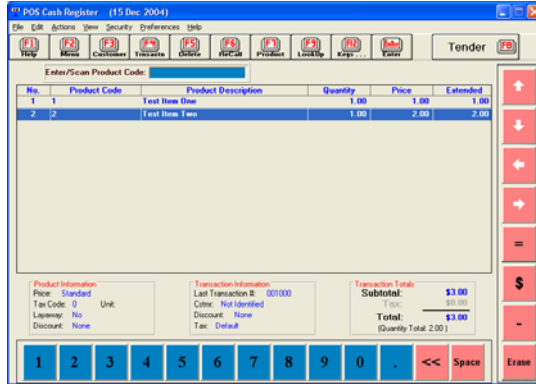 POS Cash Register (15 Dec 2004)
File Edit Actions View Security Preferences Help
F1 F2 F3 F4 F5 F6 F7 F9 F12 Enter Tender F8
Help Menu Customer Trnsactn Delete ReCall Product LookUp Keys . . . Enter
Enter/Scan Product Code:
No. Product Code Product Description Quantity Price Extended
1 1 Test Item One 1.00 1.00 1.00
2 2 Test Item Two 1.00 2.00 2.00
=
$
-
Product Information Transaction Information Transaction Totals
Price: Standard Last Transaction #: 001000 Subtotal: $3.00
Tax Code: 0 Unit: Cstmr: Not Identified Tax: $0.00
Layaway: No Discount: None Total: $3.00
Discount: None Tax: Default (Quantity Total: 2.00 )
1 2 3 4 5 6 7 8 9 0 . << Space Erase